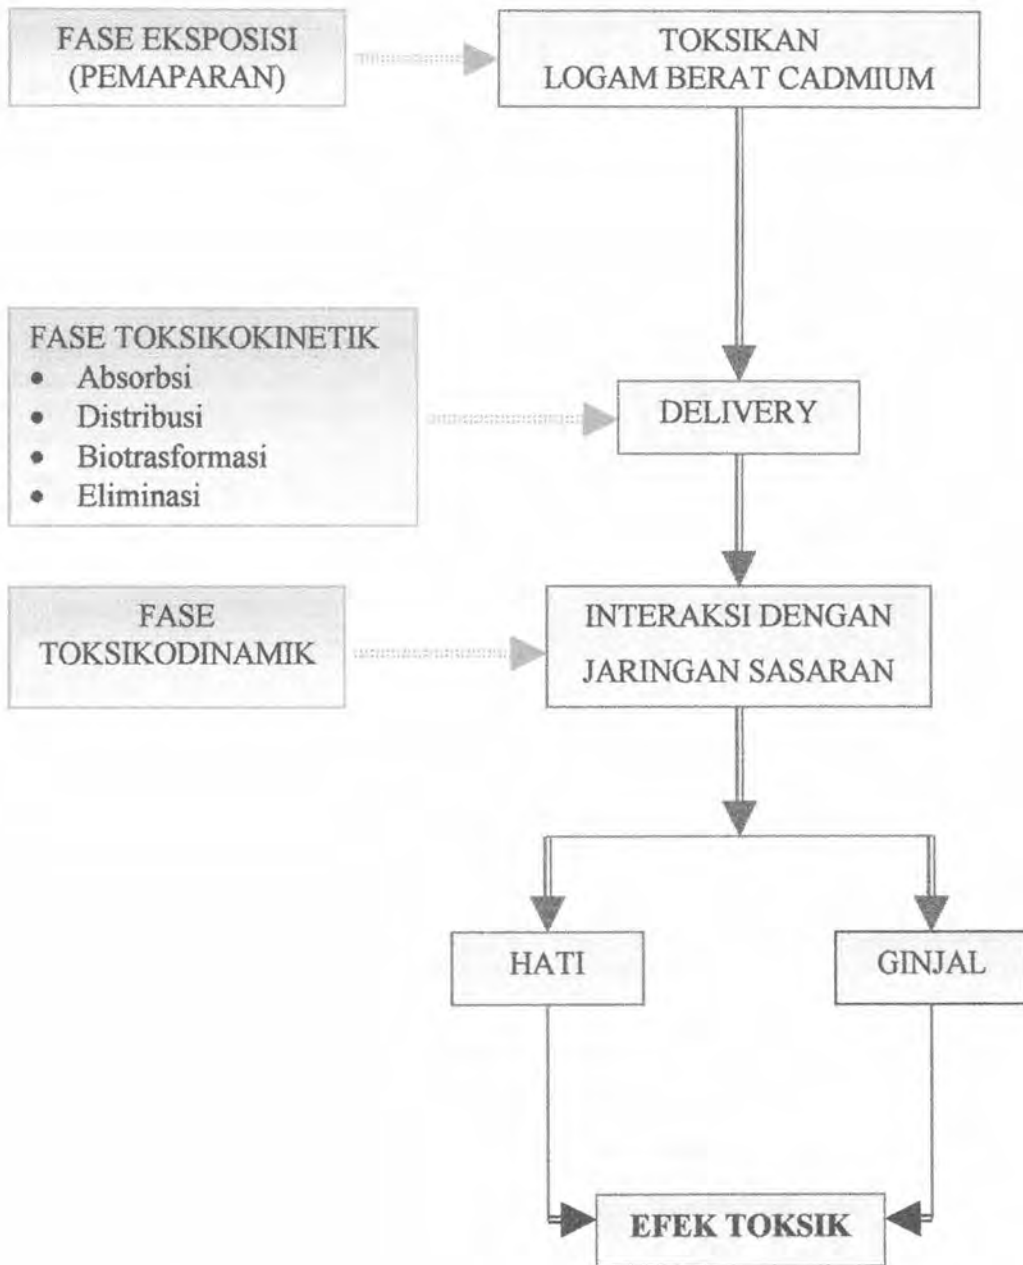 FASE EKSPOSISI
(PEMAPARAN)
TOKSIKAN
LOGAM BERAT CADMIUM
FASE TOKSIKOKINETIK
• Absorbsi
• Distribusi
• Biotrasformasi
• Eliminasi
DELIVERY
FASE
TOKSIKODINAMIK
INTERAKSI DENGAN
JARINGAN SASARAN
HATI
GINJAL
EFEK TOKSIK